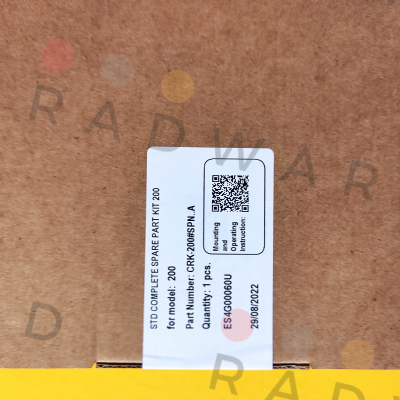 STD.COMPLETE SPARE PART KIT 200
for model: 200
Part Number: CRK-200#SPN_A
Quantity: 1 pcs.
ES4G00060U
29/08/2022
Mounting
and
Operating
Instruction:
RADWAR
RADWAR